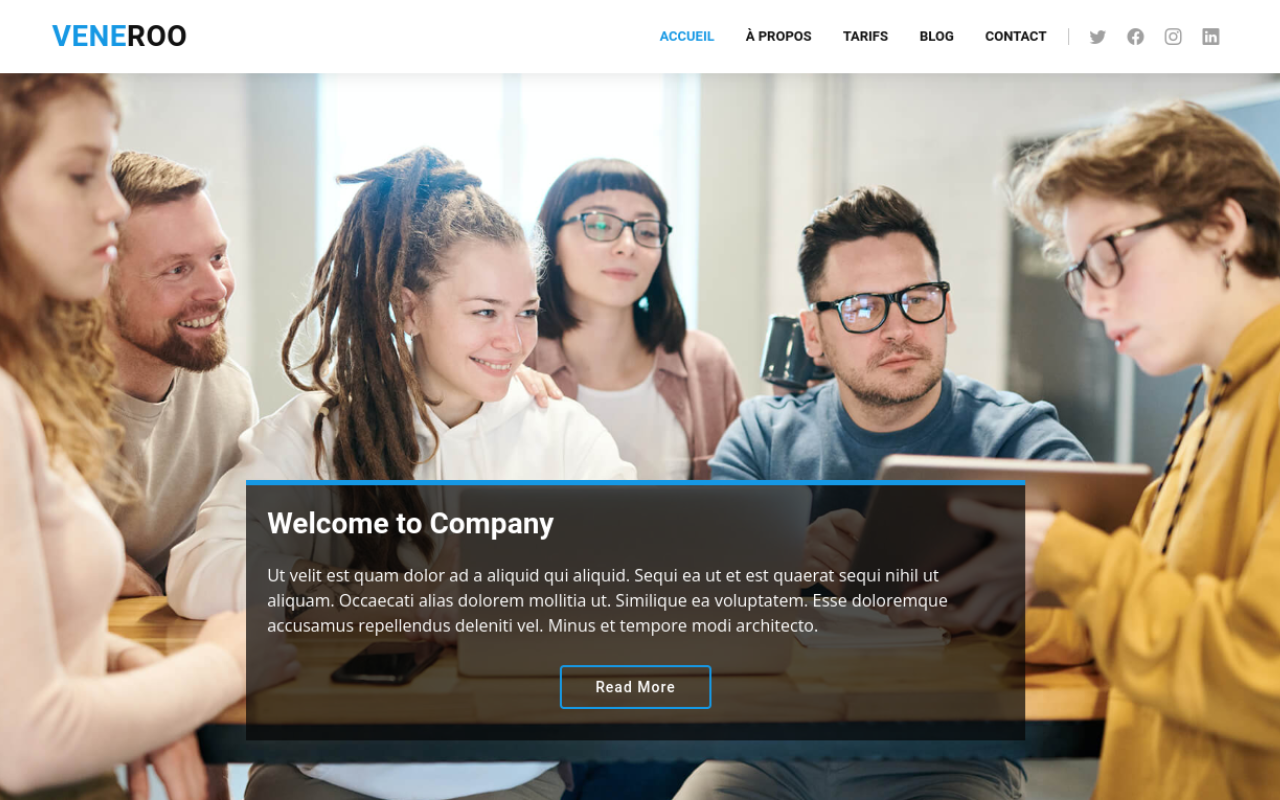 VENEROO
ACCUEIL À PROPOS TARIFS BLOG CONTACT
Welcome to Company
Ut velit est quam dolor ad a aliquid qui aliquid. Sequi ea ut et est quaerat sequi nihil ut
aliquam. Occaecati alias dolorem mollitia ut. Similique ea voluptatem. Esse doloremque
accusamus repellendus deleniti vel. Minus et tempore modi architecto.
Read More